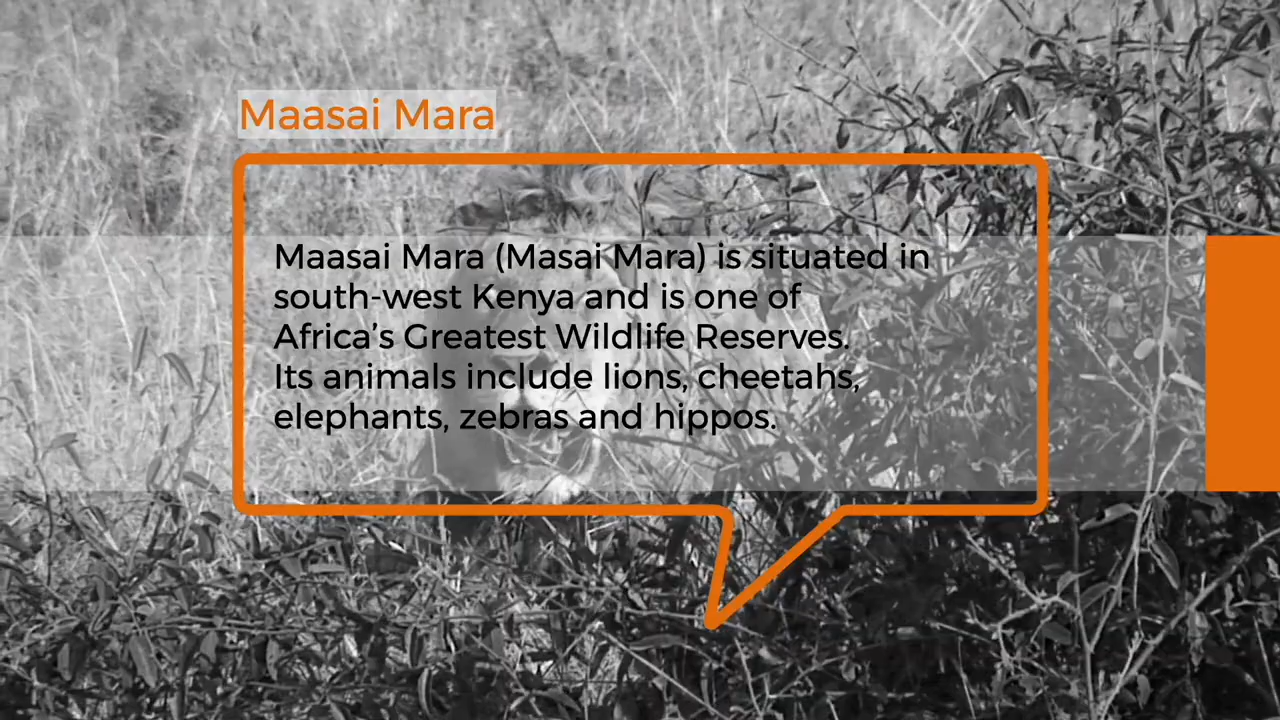 Maasai Mara
Maasai Mara (Masai Mara) is situated in
south-west Kenya and is one of
Africa’s Greatest Wildlife Reserves.
Its animals include lions, cheetahs,
elephants, zebras and hippos.